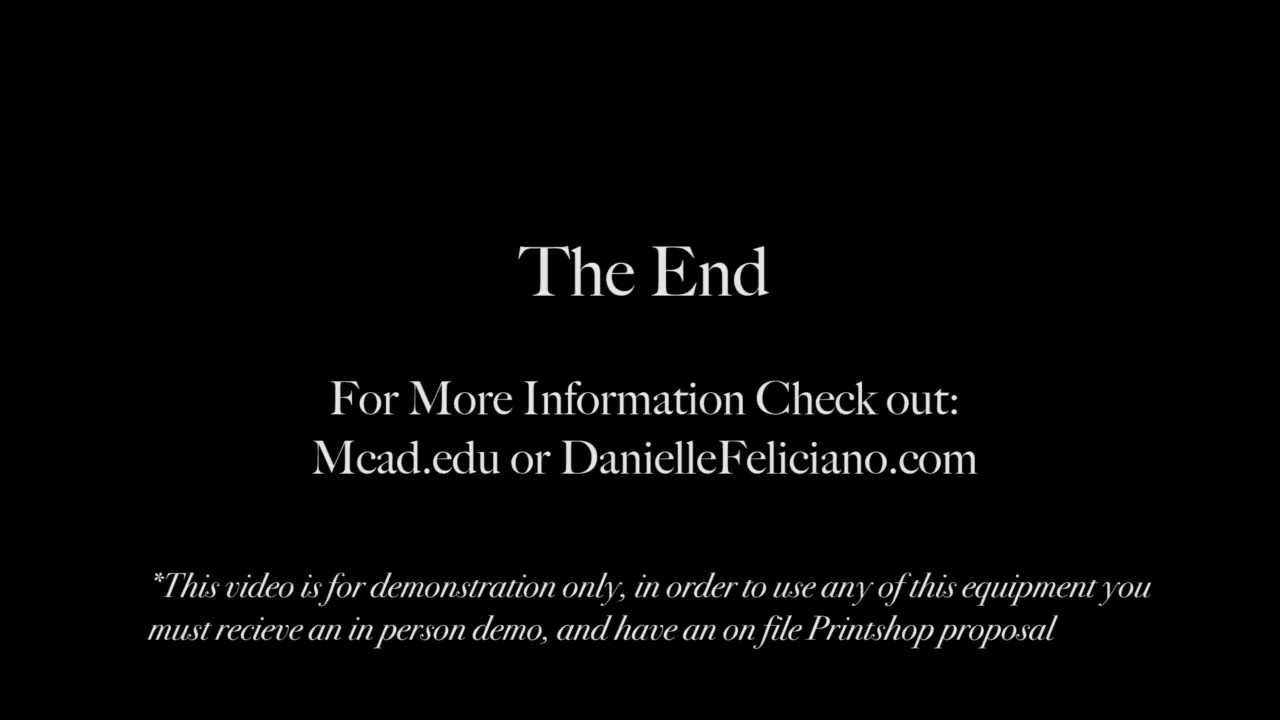 The End
For More Information Check out:
Mcad.edu or DanielleFeliciano.com
*This video is for demonstration only, in order to use any of this equipment you
must recieve an in person demo, and have an on file Printshop proposal